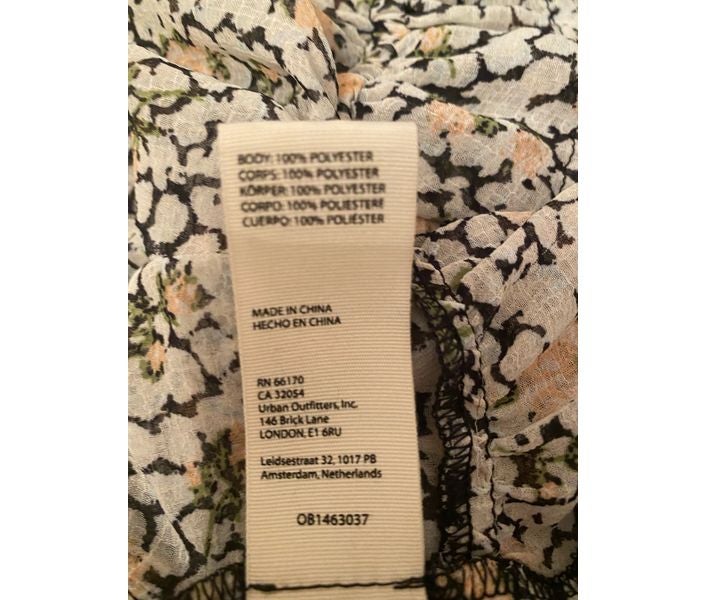 BODY: 100% POLYESTER
CORPS: 100% POLYESTER
KÖRPER: 100% POLYESTER
CORPO: 100% POLIESTERE
CUERPO: 100% POLIÉSTER
MADE IN CHINA
HECHO EN CHINA
RN 66170
CA 32054
Urban Outfitters, Inc.
146 Brick Lane
LONDON, E1 6RU
Leidsestraat 32, 1017 PB
Amsterdam, Netherlands
OB1463037